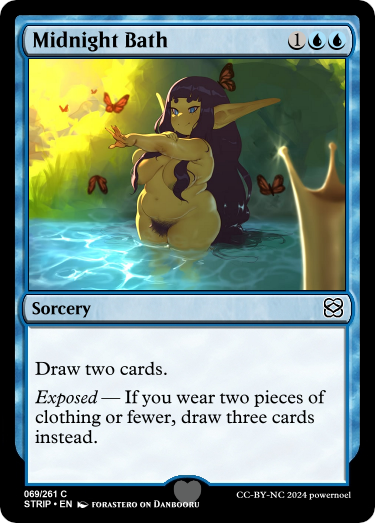 Midnight Bath 1
Sorcery
Draw two cards.
Exposed — If you wear two pieces of
clothing or fewer, draw three cards
instead.
069/261 C
STRIP • EN FORASTERO ON DANBOORU
CC-BY-NC 2024 powernoel